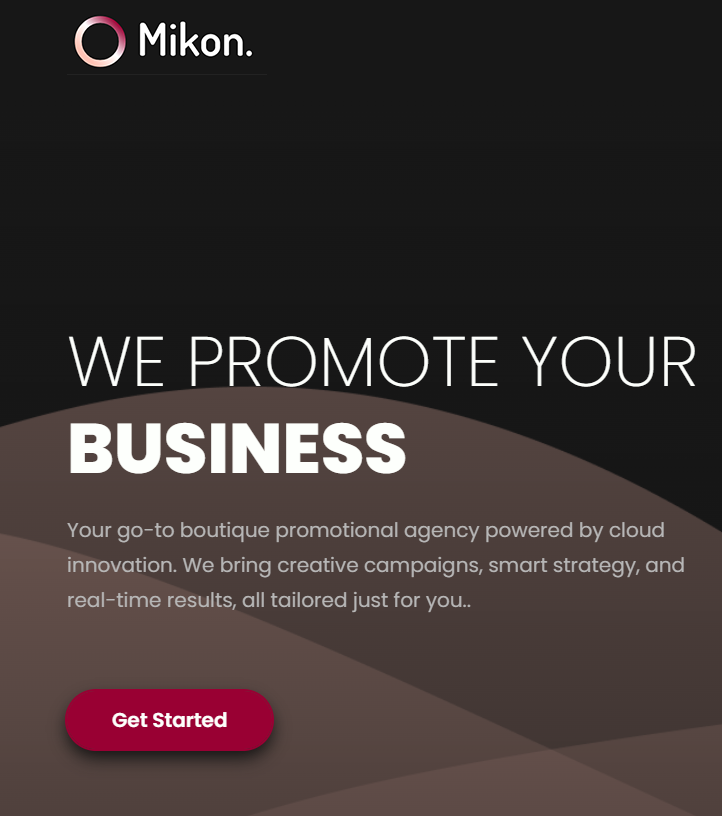 Mikon.
WE PROMOTE YOUR
BUSINESS
Your go-to boutique promotional agency powered by cloud
innovation. We bring creative campaigns, smart strategy, and
real-time results, all tailored just for you..
Get Started